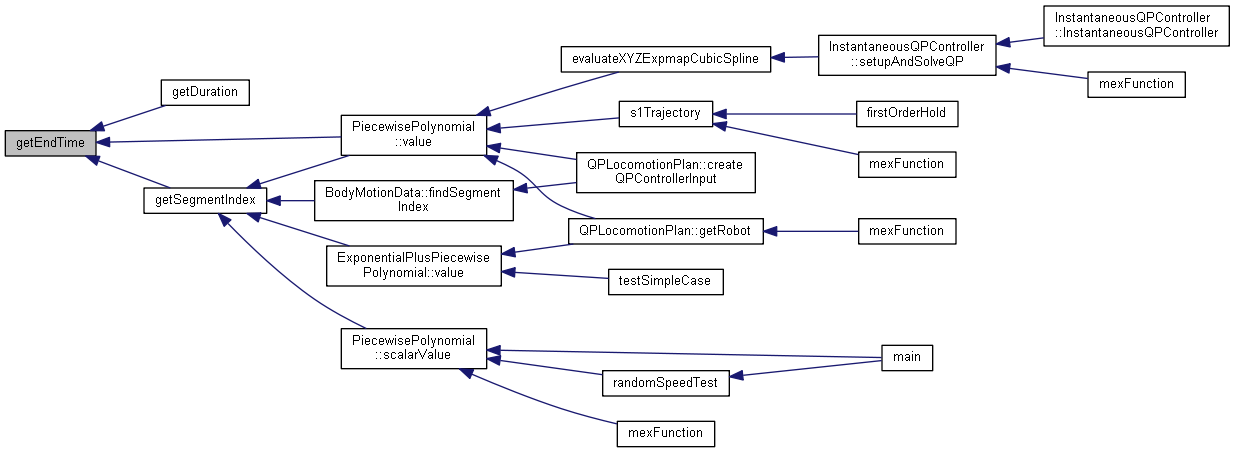 InstantaneousQPController
::InstantaneousQPController
evaluateXYZExpmapCubicSpline
InstantaneousQPController
::setupAndSolveQP
mexFunction
getDuration
s1Trajectory
firstOrderHold
getEndTime
PiecewisePolynomial
::value
mexFunction
QPLocomotionPlan::create
QPControllerInput
getSegmentIndex
BodyMotionData::findSegment
Index
QPLocomotionPlan::getRobot
mexFunction
ExponentialPlusPiecewise
Polynomial::value
testSimpleCase
PiecewisePolynomial
::scalarValue
main
randomSpeedTest
mexFunction